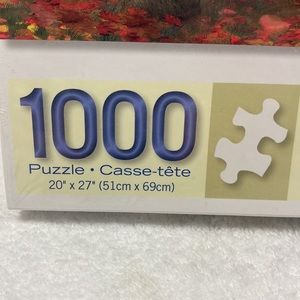 1000
Puzzle • Casse-tête
20" x 27" (51cm x 69cm)